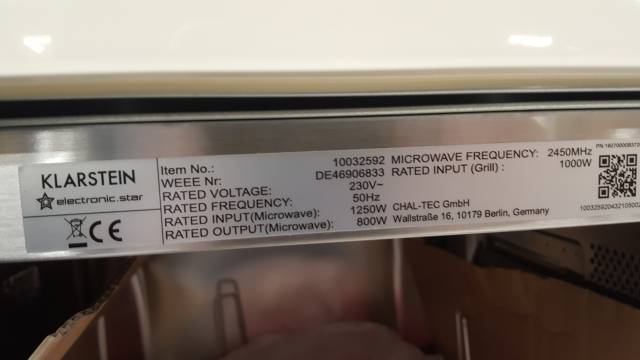 KLARSTEIN
electronic.star
CE
Item No.: 10032592
WEEE Nr: DE46906833
RATED VOLTAGE: 230V~
RATED FREQUENCY: 50Hz
RATED INPUT(Microwave): 1250W
RATED OUTPUT(Microwave): 800W
MICROWAVE FREQUENCY: 2450MHz
RATED INPUT (Grill) : 1000W
CHAL-TEC GmbH
Wallstraße 16, 10179 Berlin, Germany